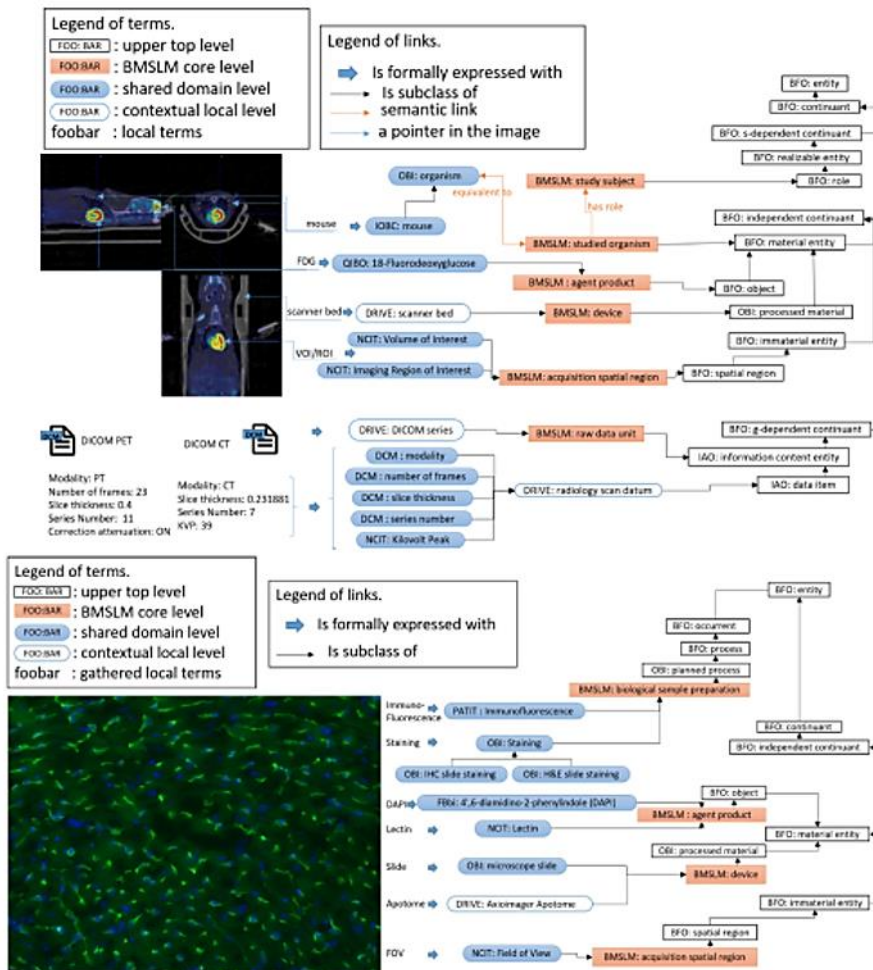 Legend of terms.
FOO: BAR : upper top level
FOO:BAR : BMSLM core level
FOO:BAR : shared domain level
FOO:BAR : contextual local level
foobar : local terms
Legend of links.
Is formally expressed with
Is subclass of
semantic link
a pointer in the image
BFO: entity
BFO: continuant
BFO: s-dependent continuant
BFO: realizable entity
BFO: role
OBI: organism
BMSLM: study subject
equivalent to
has role
BFO: independent continuant
mouse
IOBC: mouse
BMSLM: studied organism
BFO: material entity
FDG
QIBO: 18-Fluorodeoxyglucose
BMSLM : agent product
BFO: object
scanner bed
DRIVE: scanner bed
BMSLM: device
OBI: processed material
VOI/ROI
NCIT: Volume of Interest
BFO: immaterial entity
NCIT: Imaging Region of Interest
BMSLM: acquisition spatial region
BFO: spatial region
DCM
DICOM PET
DICOM CT
DCM
DRIVE: DICOM series
BMSLM: raw data unit
BFO: g-dependent continuant
DCM : modality
IAO: information content entity
Modality: PT
Number of frames: 23
Slice thickness: 0.4
Series Number: 11
Correction attenuation: ON
Modality: CT
Slice thickness: 0.231881
Series Number: 7
KVP: 39
DCM : number of frames
DCM : slice thickness
DCM : series number
NCIT: Kilovolt Peak
DRIVE: radiology scan datum
IAO: data item
Legend of terms.
FOO: BAR : upper top level
FOO:BAR : BMSLM core level
FOO:BAR : shared domain level
FOO:BAR : contextual local level
foobar : gathered local terms
Legend of links.
Is formally expressed with
Is subclass of
BFO: entity
BFO: occurrent
BFO: process
OBI: planned process
BMSLM: biological sample preparation
Immuno-
Fluorescence
PATIT : Immunofluorescence
Staining
OBI: Staining
BFO: continuant
BFO: independent continuant
OBI: IHC slide staining
OBI: H&E slide staining
DAPI
FBbi: 4',6-diamidino-2-phenylindole (DAPI)
BFO: object
BMSLM : agent product
Lectin
NCIT: Lectin
BFO: material entity
OBI: processed material
Slide
OBI: microscope slide
BMSLM: device
Apotome
DRIVE: Axioimager Apotome
BFO: immaterial entity
BFO: spatial region
FOV
NCIT: Field of View
BMSLM: acquisition spatial region